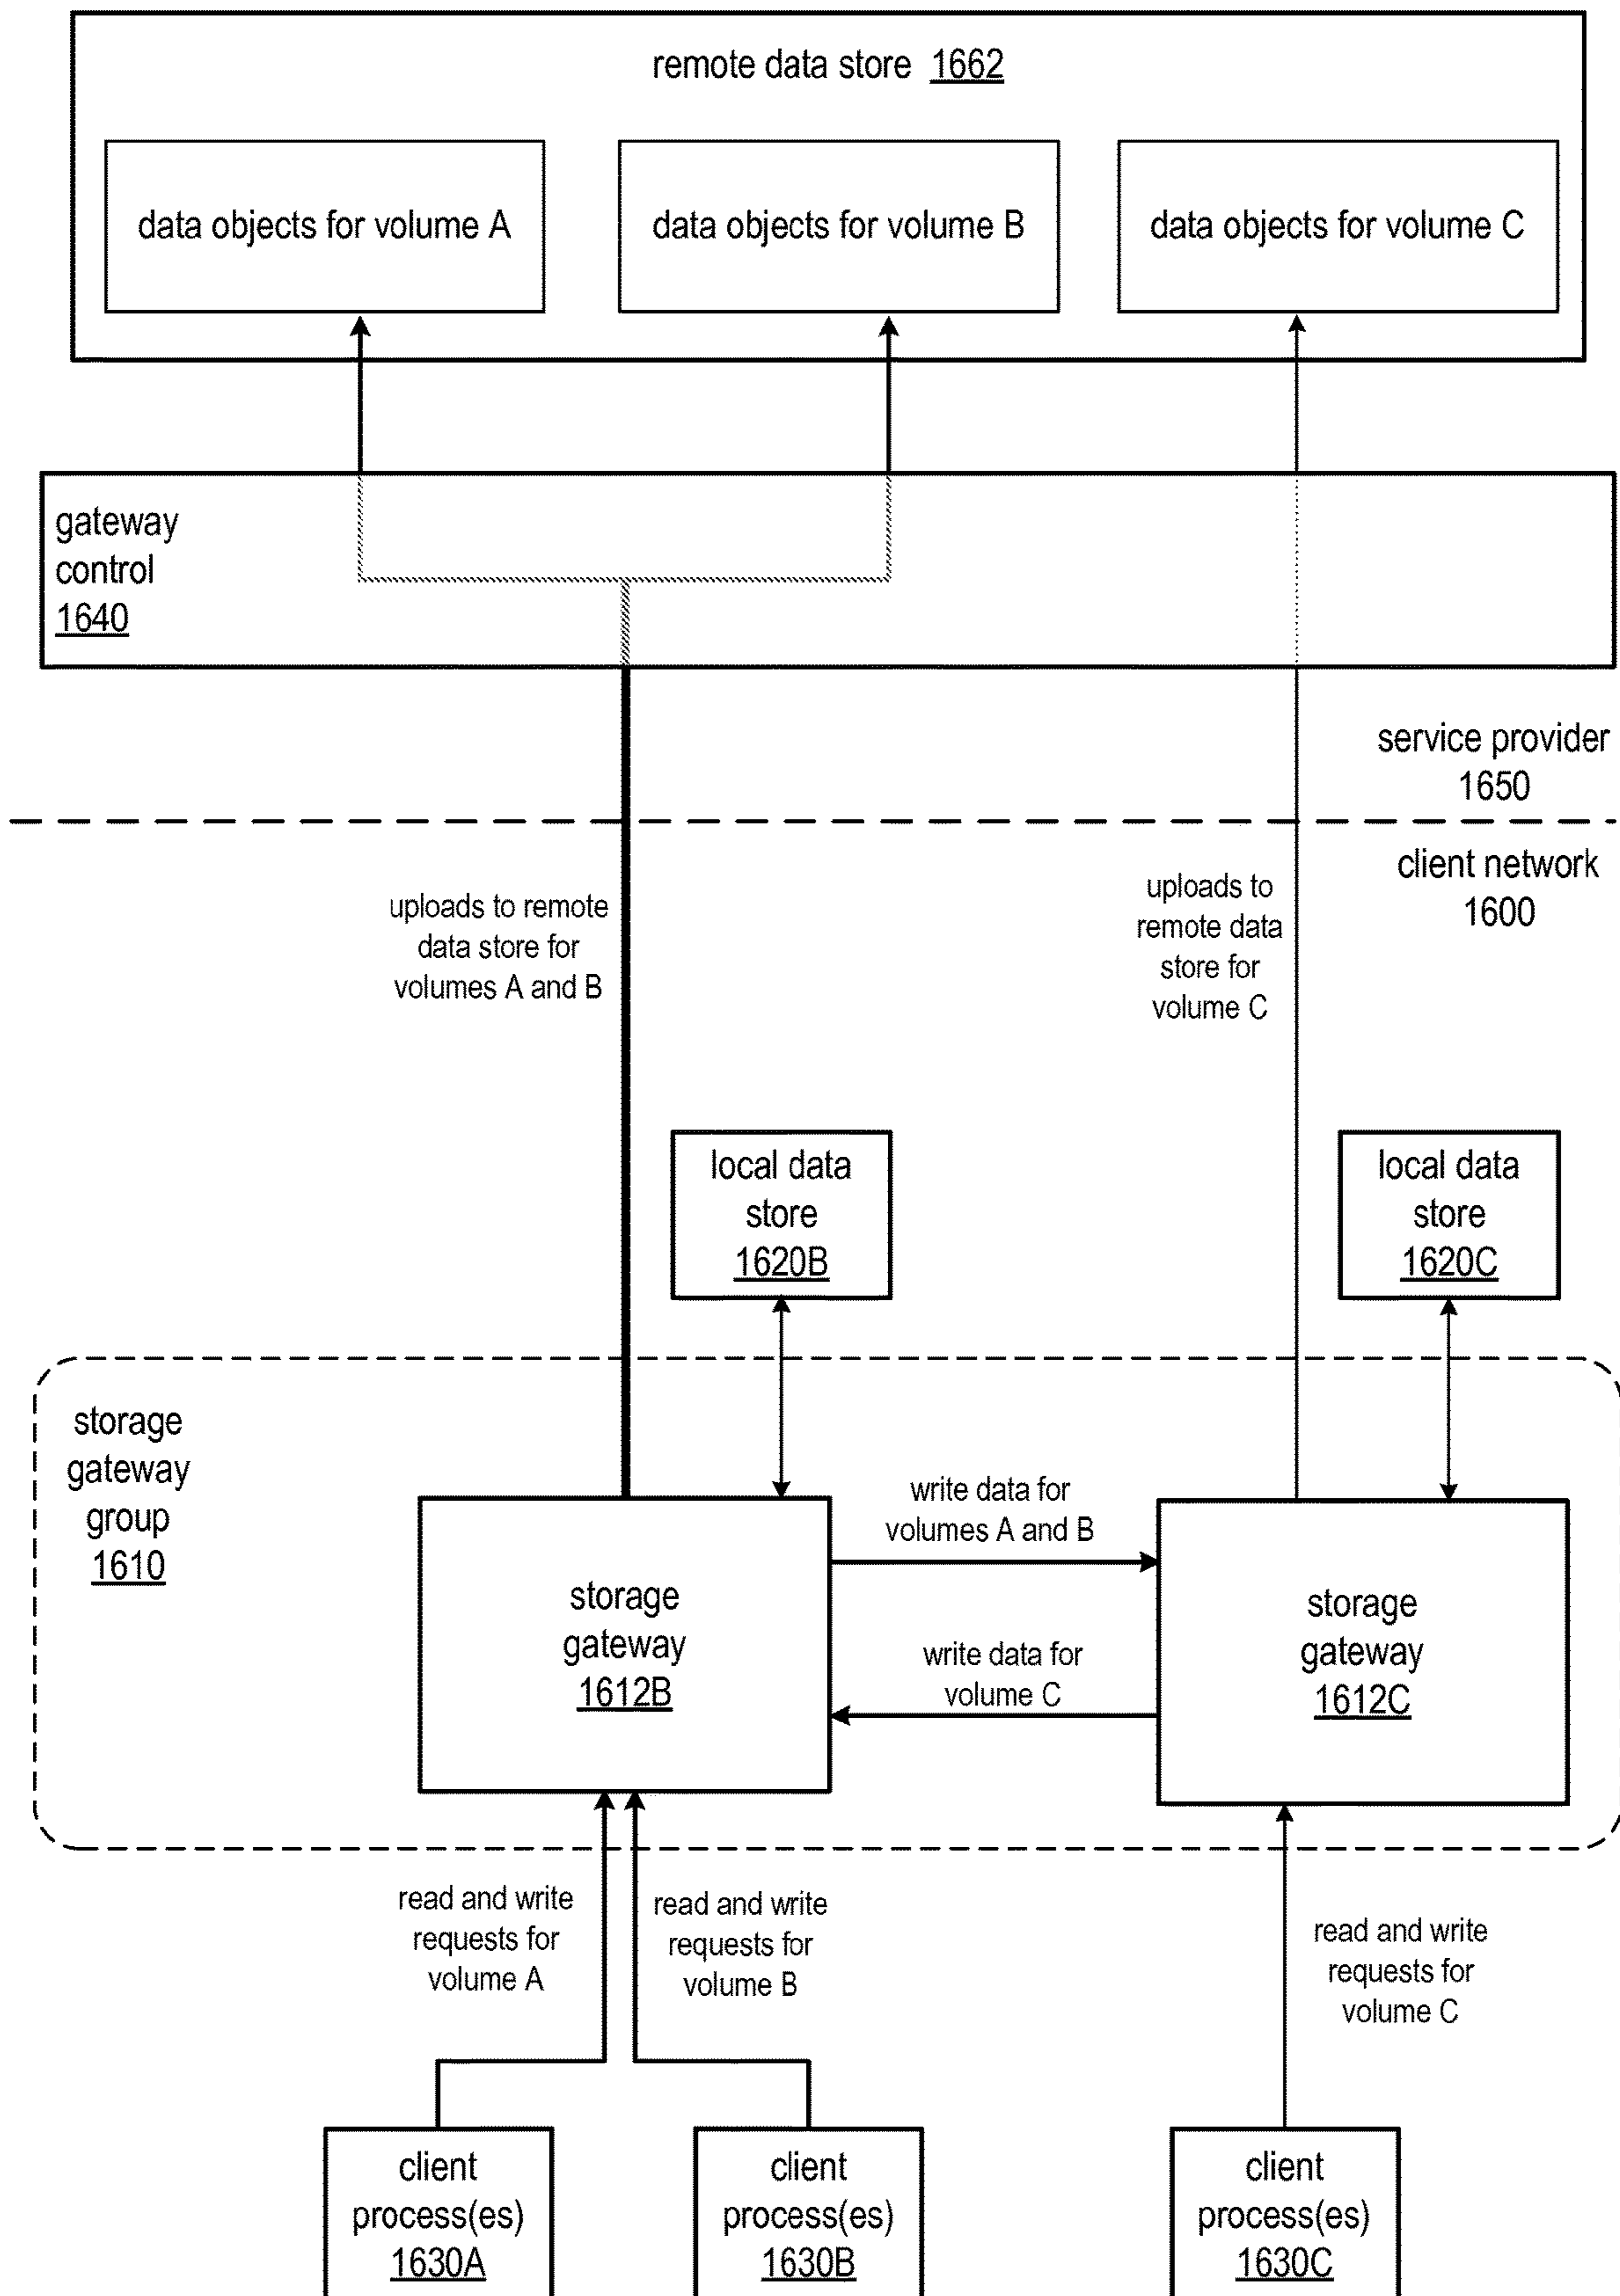 remote data store 1662
data objects for volume A
data objects for volume B
data objects for volume C
gateway
control
1640
service provider
1650
client network
1600
uploads to remote
data store for
volumes A and B
uploads to
remote data
store for
volume C
local data
store
1620B
local data
store
1620C
storage
gateway
group
1610
write data for
volumes A and B
storage
gateway
1612B
write data for
volume C
storage
gateway
1612C
read and write
requests for
volume A
read and write
requests for
volume B
read and write
requests for
volume C
client
process(es)
1630A
client
process(es)
1630B
client
process(es)
1630C